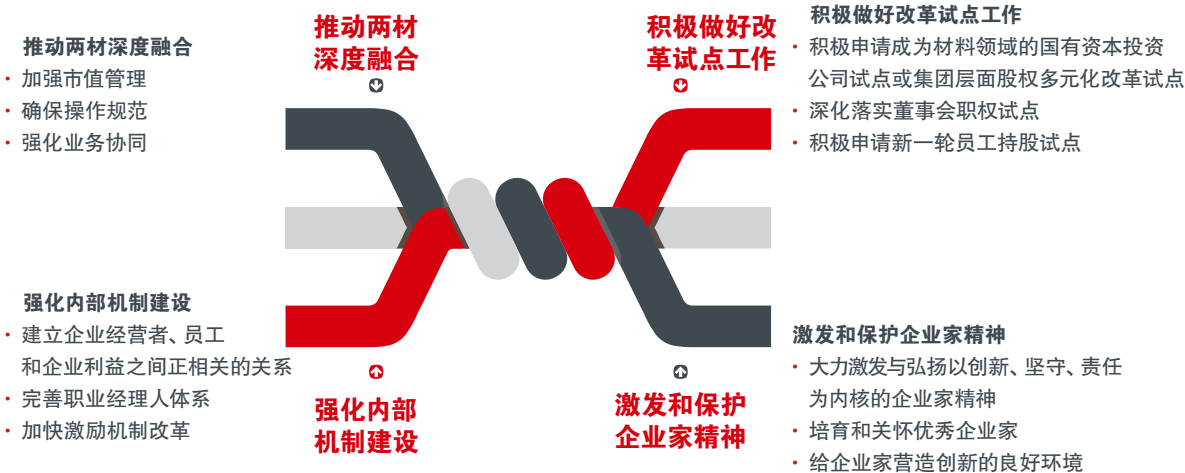 推动两材深度融合
· 加强市值管理
· 确保操作规范
· 强化业务协同
推动两材
深度融合
积极做好改
革试点工作
积极做好改革试点工作
· 积极申请成为材料领域的国有资本投资
公司试点或集团层面股权多元化改革试点
· 深化落实董事会职权试点
· 积极申请新一轮员工持股试点
强化内部机制建设
· 建立企业经营者、员工
和企业利益之间正相关的关系
· 完善职业经理人体系
· 加快激励机制改革
强化内部
机制建设
激发和保护
企业家精神
激发和保护企业家精神
· 大力激发与弘扬以创新、坚守、责任
为内核的企业家精神
· 培育和关怀优秀企业家
· 给企业家营造创新的良好环境